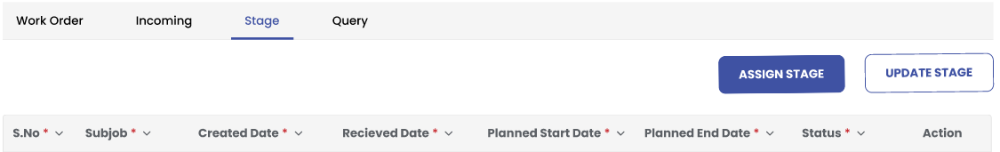 Work Order Incoming Stage Query
ASSIGN STAGE UPDATE STAGE
S.No * Subjob * Created Date * Recieved Date * Planned Start Date * Planned End Date * Status * Action